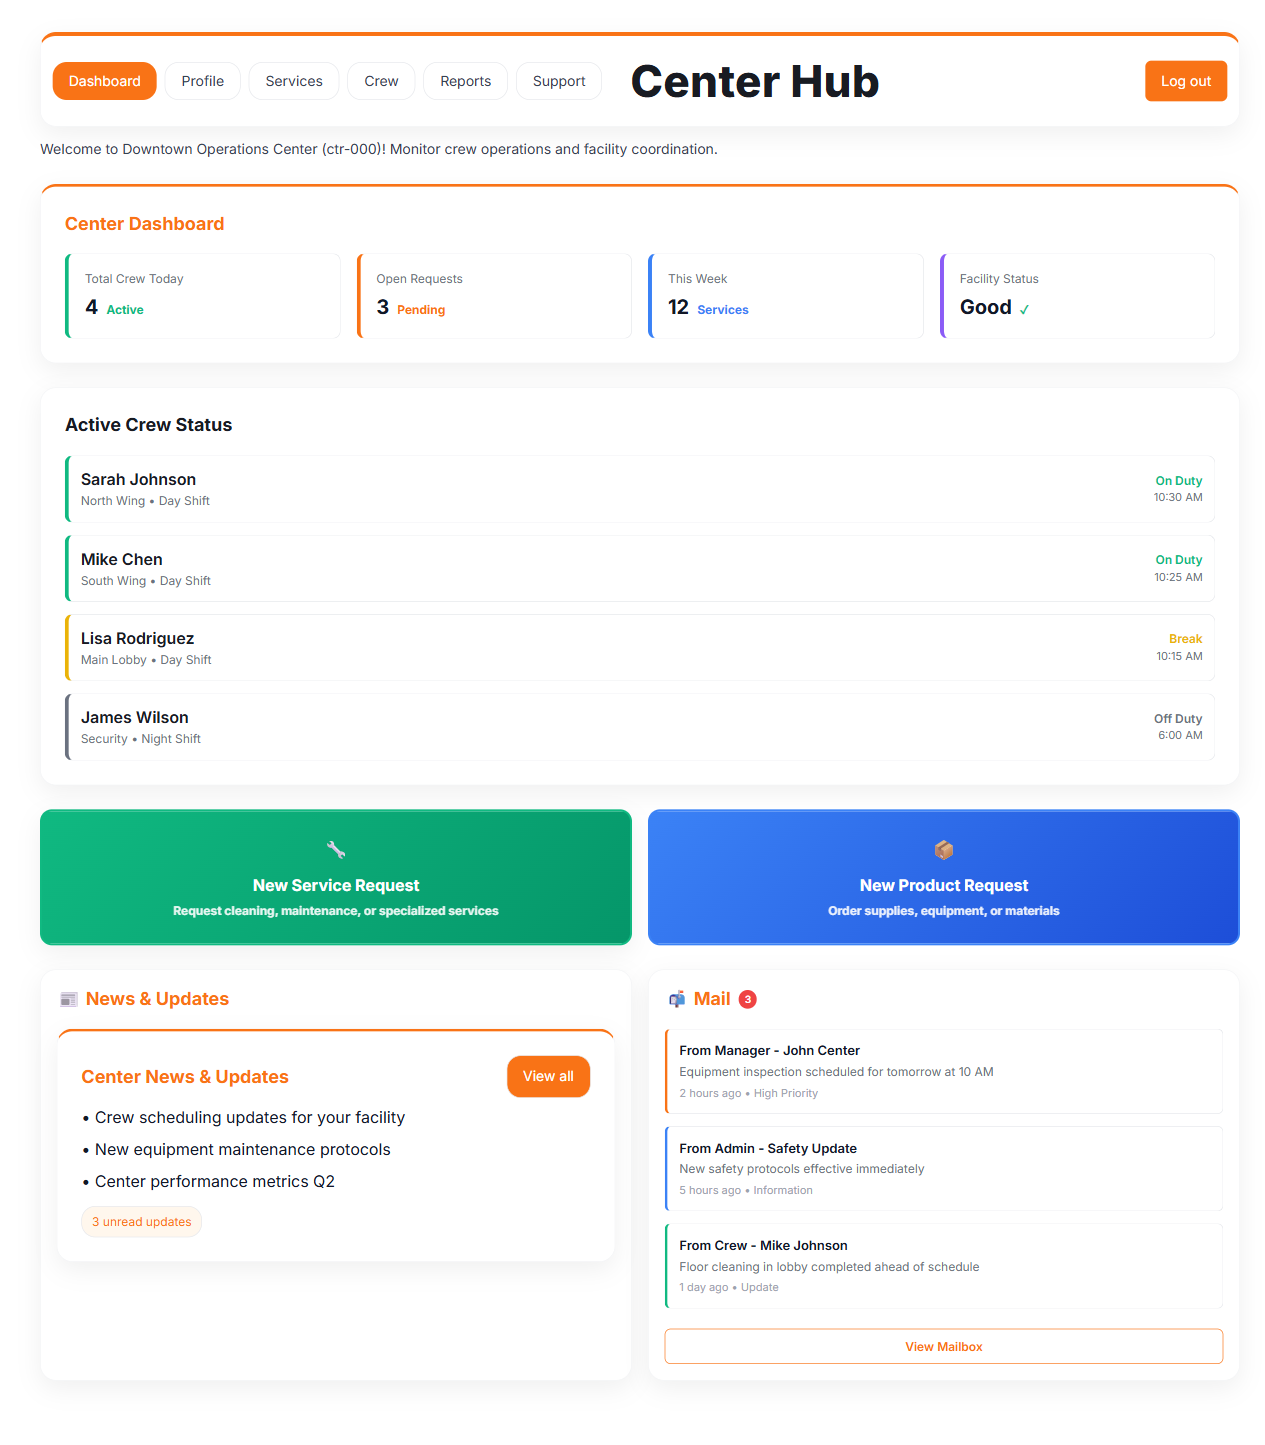 Dashboard
Profile
Services
Crew
Reports
Support
Center Hub
Log out
Welcome to Downtown Operations Center (ctr-000)! Monitor crew operations and facility coordination.
Center Dashboard
Total Crew Today
4 Active
Open Requests
3 Pending
This Week
12 Services
Facility Status
Good ✓
Active Crew Status
Sarah Johnson
North Wing • Day Shift
On Duty
10:30 AM
Mike Chen
South Wing • Day Shift
On Duty
10:25 AM
Lisa Rodriguez
Main Lobby • Day Shift
Break
10:15 AM
James Wilson
Security • Night Shift
Off Duty
6:00 AM
New Service Request
Request cleaning, maintenance, or specialized services
New Product Request
Order supplies, equipment, or materials
News & Updates
Center News & Updates
View all
• Crew scheduling updates for your facility
• New equipment maintenance protocols
• Center performance metrics Q2
3 unread updates
Mail 3
From Manager - John Center
Equipment inspection scheduled for tomorrow at 10 AM
2 hours ago • High Priority
From Admin - Safety Update
New safety protocols effective immediately
5 hours ago • Information
From Crew - Mike Johnson
Floor cleaning in lobby completed ahead of schedule
1 day ago • Update
View Mailbox